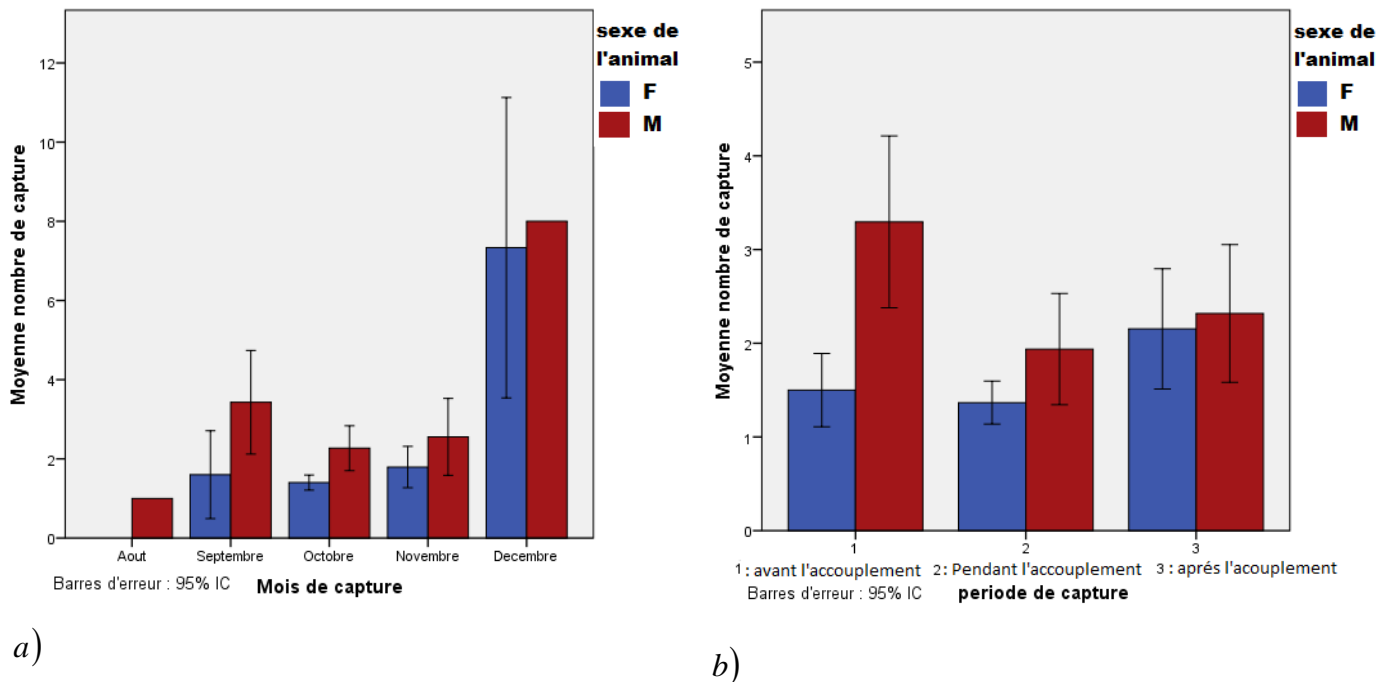 sexe de
l'animal
F
M
Moyenne nombre de capture
12
10
8
6
4
2
0
Aout Septembre Octobre Novembre Decembre
Barres d'erreur : 95% IC Mois de capture
a)
sexe de
l'animal
F
M
Moyenne nombre de capture
5
4
3
2
1
0
1 2 3
1 : avant l'accouplement 2: Pendant l'accouplement 3 : aprés l'acouplement
Barres d'erreur : 95% IC periode de capture
b)